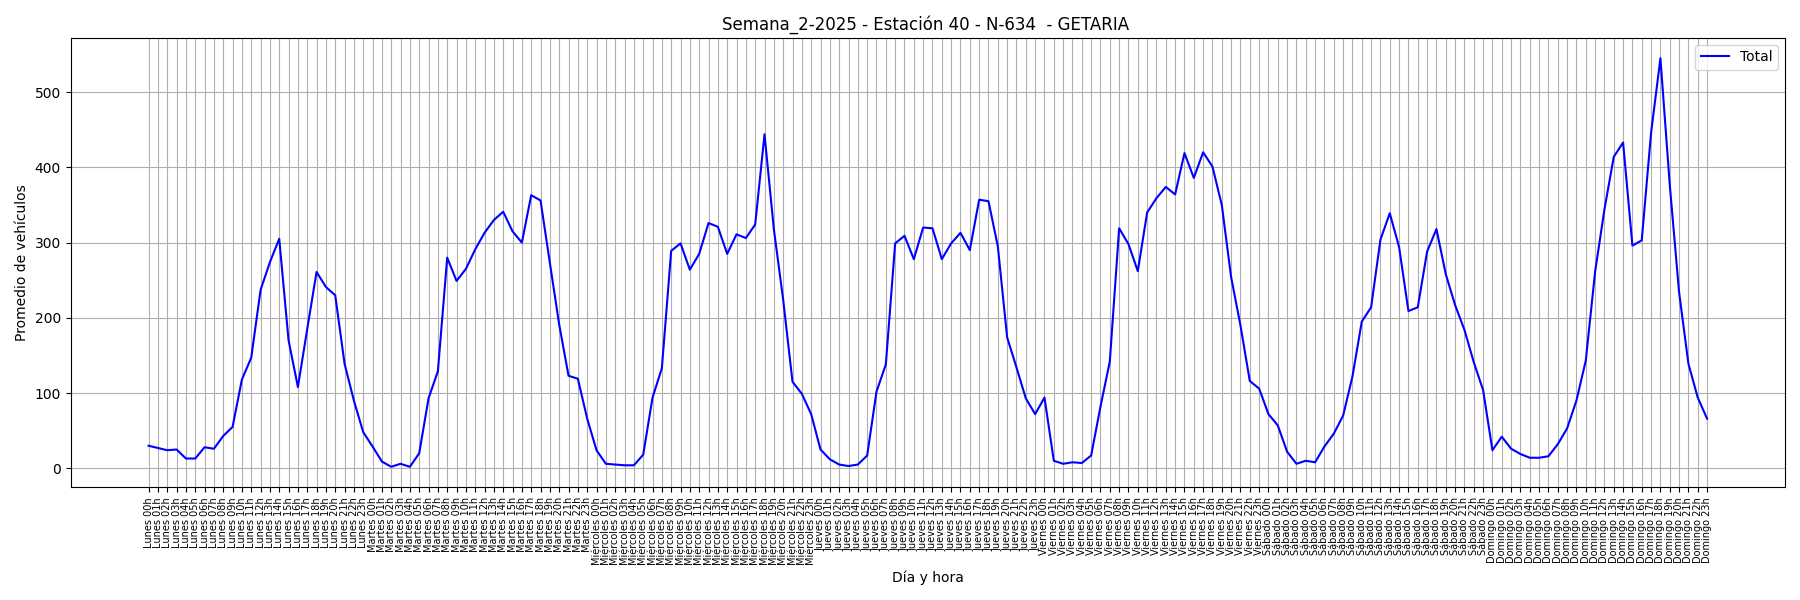 Semana_2-2025 - Estación 40 - N-634 - GETARIA
Total
Promedio de vehículos
500
400
300
200
100
0
Lunes 00h
Lunes 01h
Lunes 02h
Lunes 03h
Lunes 04h
Lunes 05h
Lunes 06h
Lunes 07h
Lunes 08h
Lunes 09h
Lunes 10h
Lunes 11h
Lunes 12h
Lunes 13h
Lunes 14h
Lunes 15h
Lunes 16h
Lunes 17h
Lunes 18h
Lunes 19h
Lunes 20h
Lunes 21h
Lunes 22h
Lunes 23h
Martes 00h
Martes 01h
Martes 02h
Martes 03h
Martes 04h
Martes 05h
Martes 06h
Martes 07h
Martes 08h
Martes 09h
Martes 10h
Martes 11h
Martes 12h
Martes 13h
Martes 14h
Martes 15h
Martes 16h
Martes 17h
Martes 18h
Martes 19h
Martes 20h
Martes 21h
Martes 22h
Martes 23h
Miércoles 00h
Miércoles 01h
Miércoles 02h
Miércoles 03h
Miércoles 04h
Miércoles 05h
Miércoles 06h
Miércoles 07h
Miércoles 08h
Miércoles 09h
Miércoles 10h
Miércoles 11h
Miércoles 12h
Miércoles 13h
Miércoles 14h
Miércoles 15h
Miércoles 16h
Miércoles 17h
Miércoles 18h
Miércoles 19h
Miércoles 20h
Miércoles 21h
Miércoles 22h
Miércoles 23h
Jueves 00h
Jueves 01h
Jueves 02h
Jueves 03h
Jueves 04h
Jueves 05h
Jueves 06h
Jueves 07h
Jueves 08h
Jueves 09h
Jueves 10h
Jueves 11h
Jueves 12h
Jueves 13h
Jueves 14h
Jueves 15h
Jueves 16h
Jueves 17h
Jueves 18h
Jueves 19h
Jueves 20h
Jueves 21h
Jueves 22h
Jueves 23h
Viernes 00h
Viernes 01h
Viernes 02h
Viernes 03h
Viernes 04h
Viernes 05h
Viernes 06h
Viernes 07h
Viernes 08h
Viernes 09h
Viernes 10h
Viernes 11h
Viernes 12h
Viernes 13h
Viernes 14h
Viernes 15h
Viernes 16h
Viernes 17h
Viernes 18h
Viernes 19h
Viernes 20h
Viernes 21h
Viernes 22h
Viernes 23h
Sábado 00h
Sábado 01h
Sábado 02h
Sábado 03h
Sábado 04h
Sábado 05h
Sábado 06h
Sábado 07h
Sábado 08h
Sábado 09h
Sábado 10h
Sábado 11h
Sábado 12h
Sábado 13h
Sábado 14h
Sábado 15h
Sábado 16h
Sábado 17h
Sábado 18h
Sábado 19h
Sábado 20h
Sábado 21h
Sábado 22h
Sábado 23h
Domingo 00h
Domingo 01h
Domingo 02h
Domingo 03h
Domingo 04h
Domingo 05h
Domingo 06h
Domingo 07h
Domingo 08h
Domingo 09h
Domingo 10h
Domingo 11h
Domingo 12h
Domingo 13h
Domingo 14h
Domingo 15h
Domingo 16h
Domingo 17h
Domingo 18h
Domingo 19h
Domingo 20h
Domingo 21h
Domingo 22h
Domingo 23h
Día y hora